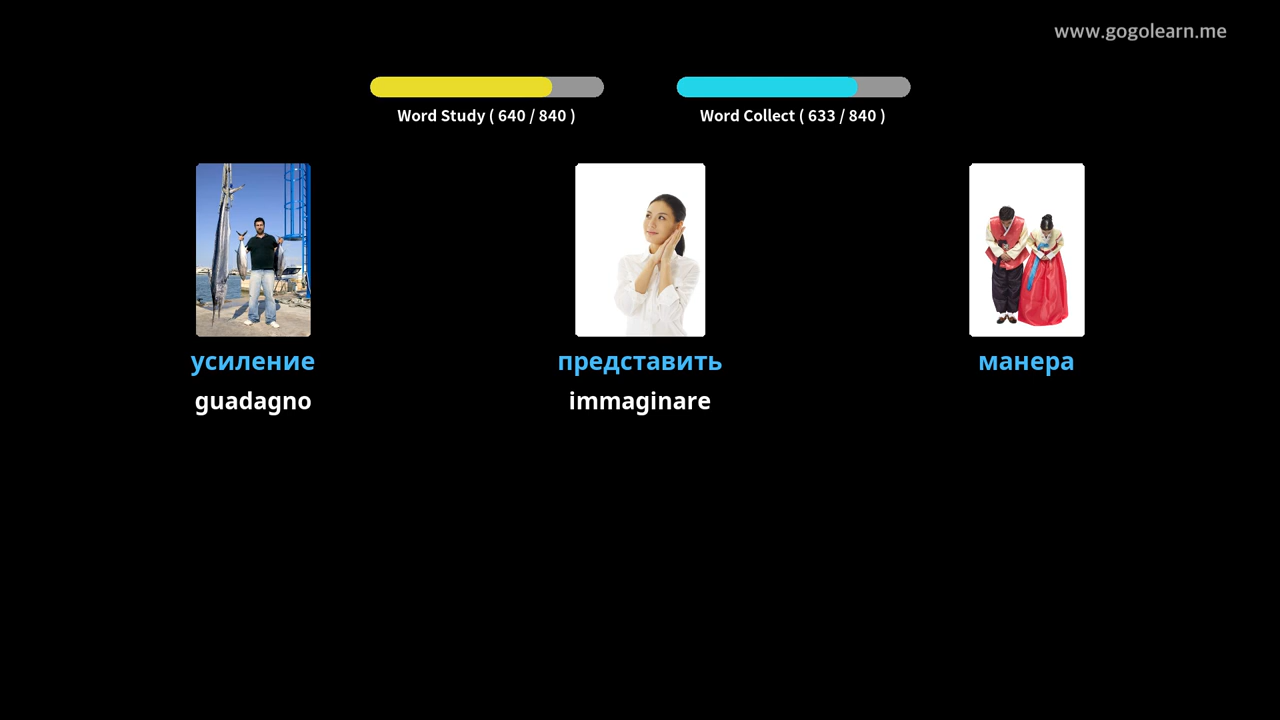 www.gogolearn.me
Word Study ( 640 / 840 )
Word Collect ( 633 / 840 )
усиление
представить
манера
guadagno
immaginare